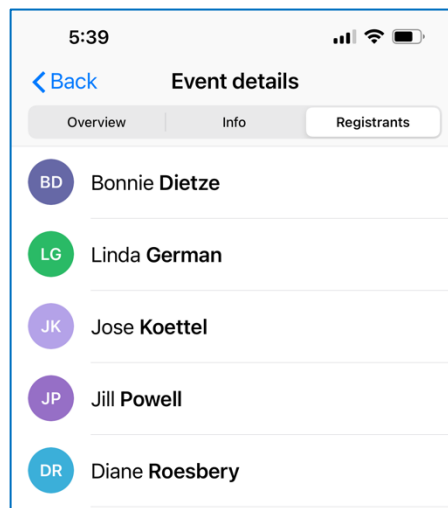 5:39
Back Event details
Overview Info Registrants
BD Bonnie Dietze
LG Linda German
JK Jose Koettel
JP Jill Powell
DR Diane Roesbery